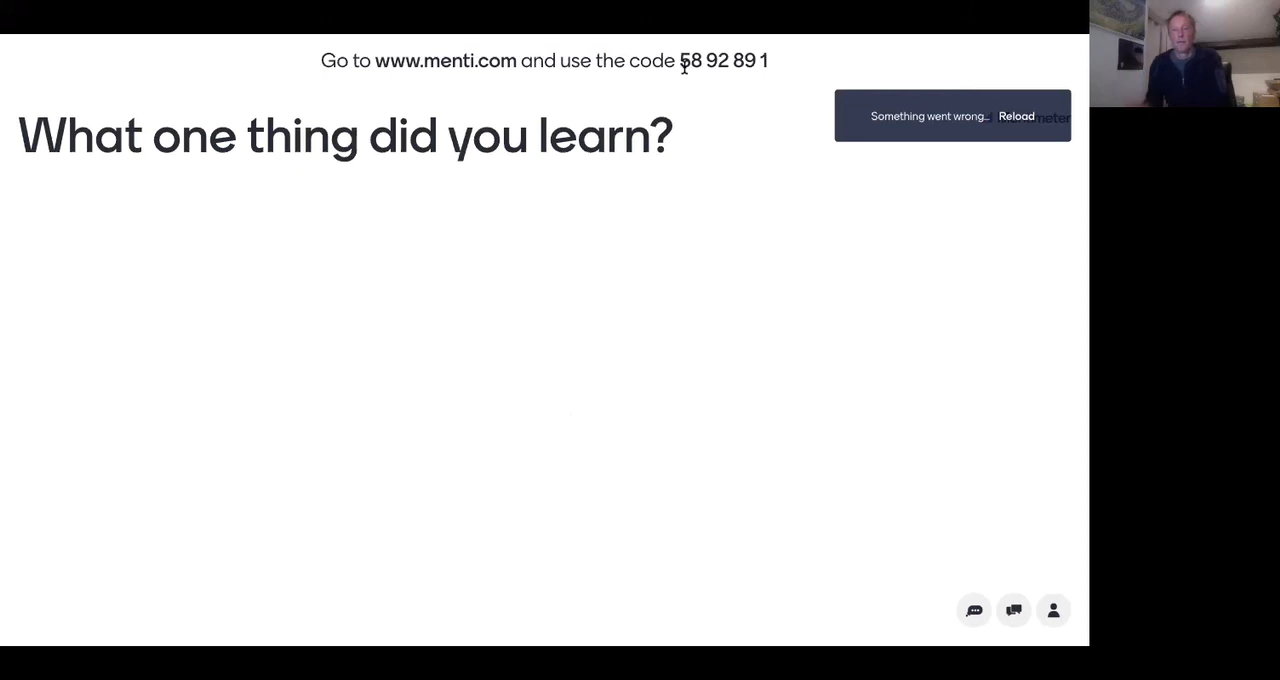 Go to www.menti.com and use the code 58 92 89 1
What one thing did you learn?
Something went wrong... Reload